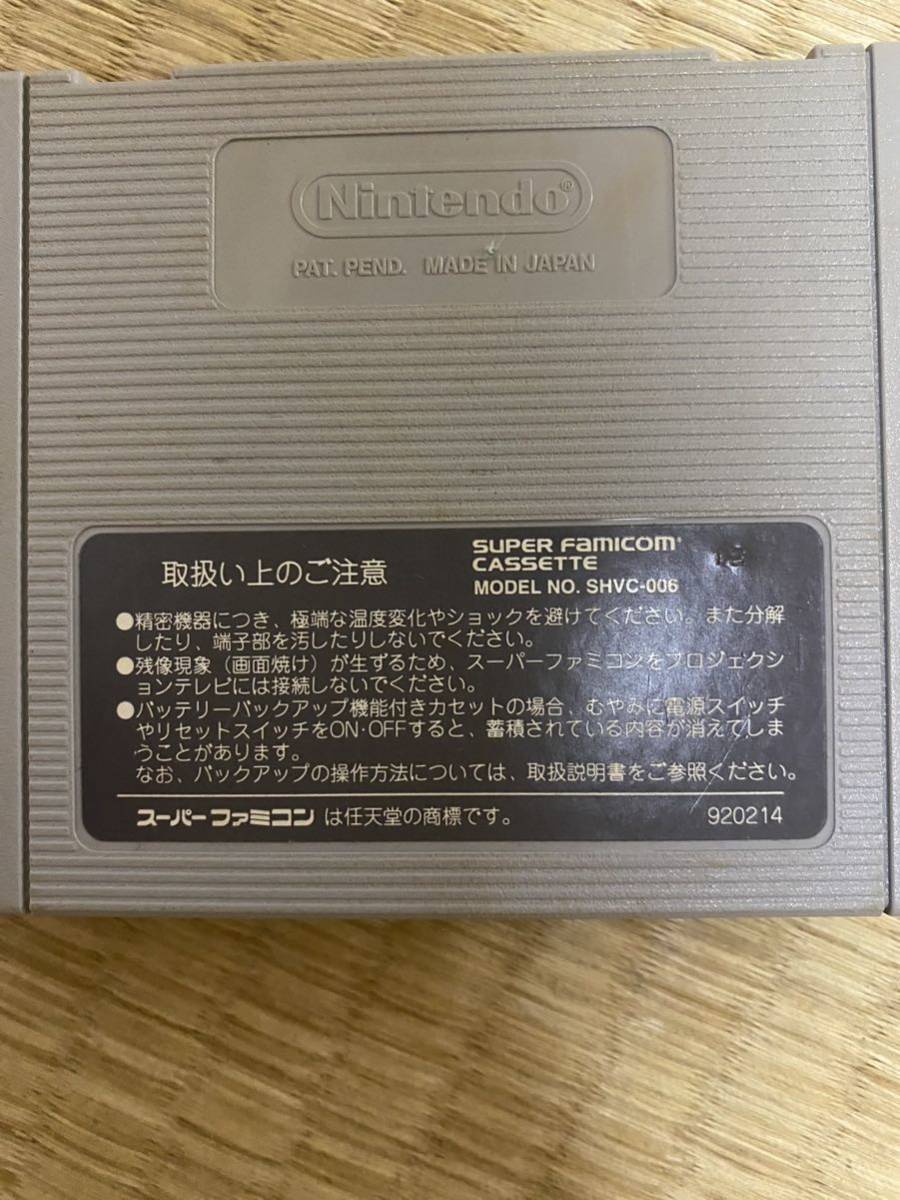 Nintendo®
PAT. PEND. MADE IN JAPAN
取扱い上のご注意
SUPER FAMICOM
CASSETTE
MODEL NO. SHVC-006
●精密機器につき、極端な温度変化やショックを避けてください。また分解
したり、端子部を汚したりしないでください。
●残像現象（画面焼け）が生ずるため、スーパーファミコンをプロジェクシ
ョンテレビには接続しないでください。
●バッテリーバックアップ機能付きカセットの場合、むやみに電源スイッチ
やリセットスイッチをON·OFFすると、蓄積されている内容が消えてしま
うことがあります。
なお、バックアップの操作方法については、取扱説明書をご参照ください。
スーパーファミコン は任天堂の商標です。
920214